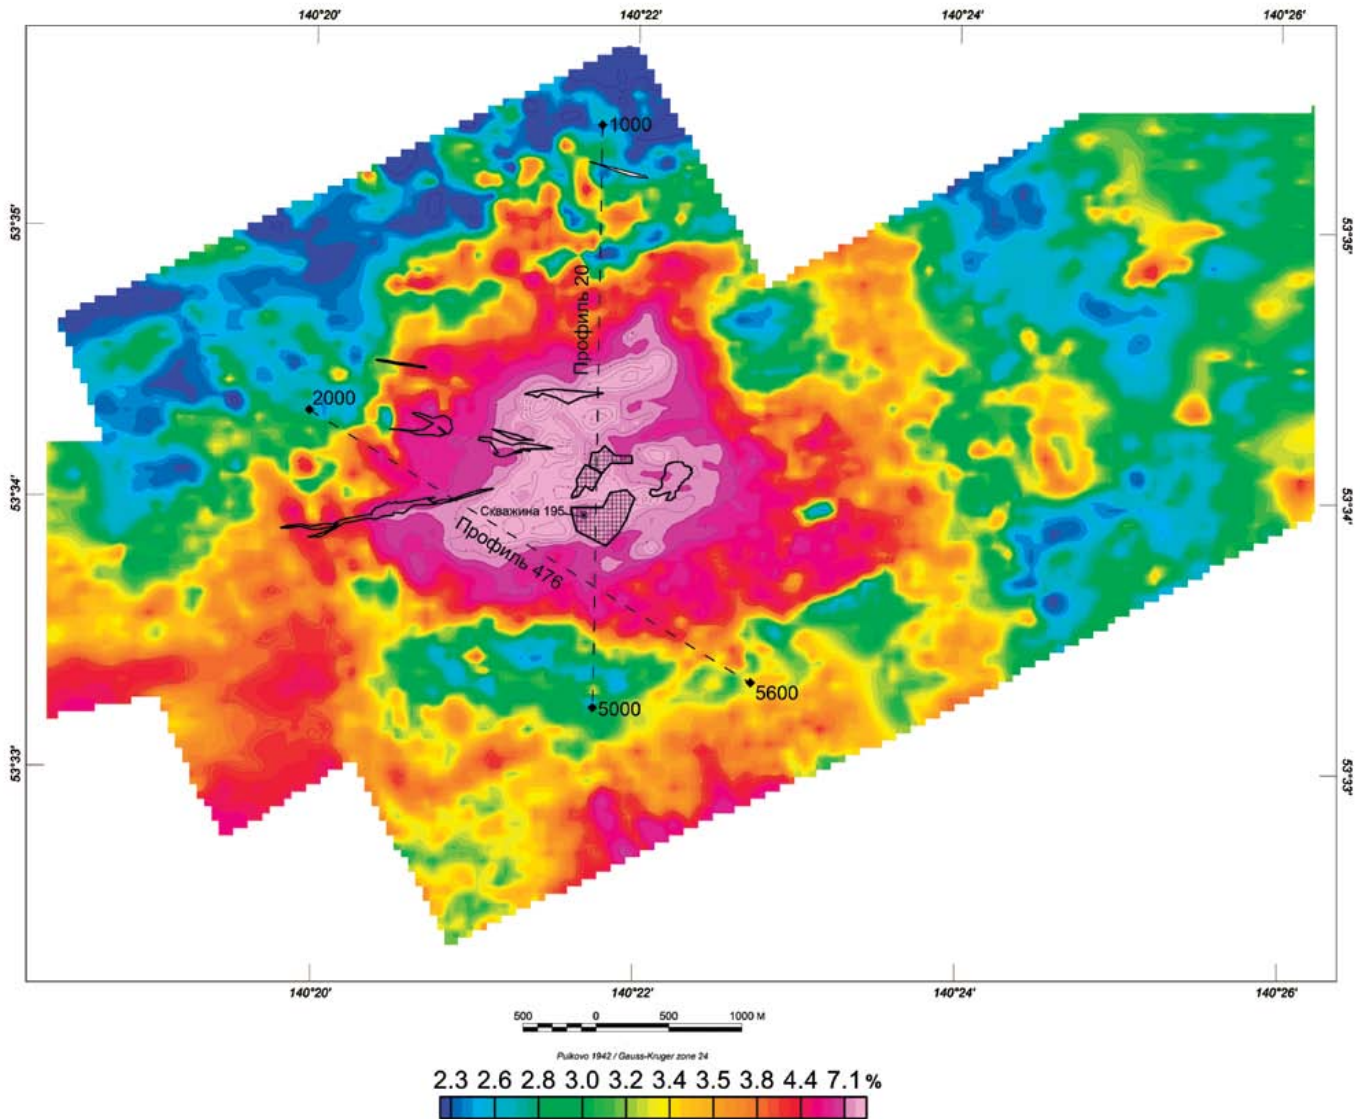 140°20' 140°22' 140°24' 140°26'
1000
53°35' 53°35'
Профиль 20
2000
53°34' 53°34'
Скважина 195
Профиль 476
5600
5000
53°33' 53°33'
140°20' 140°22' 140°24' 140°26'
500 0 500 1000 М
Pulkovo 1942 / Gauss-Kruger zone 24
2.3 2.6 2.8 3.0 3.2 3.4 3.5 3.8 4.4 7.1 %